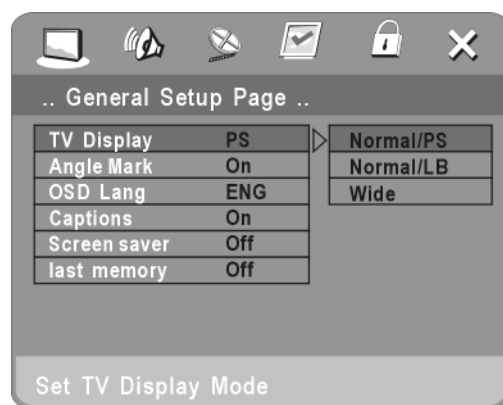 .. General Setup Page ..
TV Display PS Normal/PS
Angle Mark On Normal/LB
OSD Lang ENG Wide
Captions On
Screen saver Off
last memory Off
Set TV Display Mode